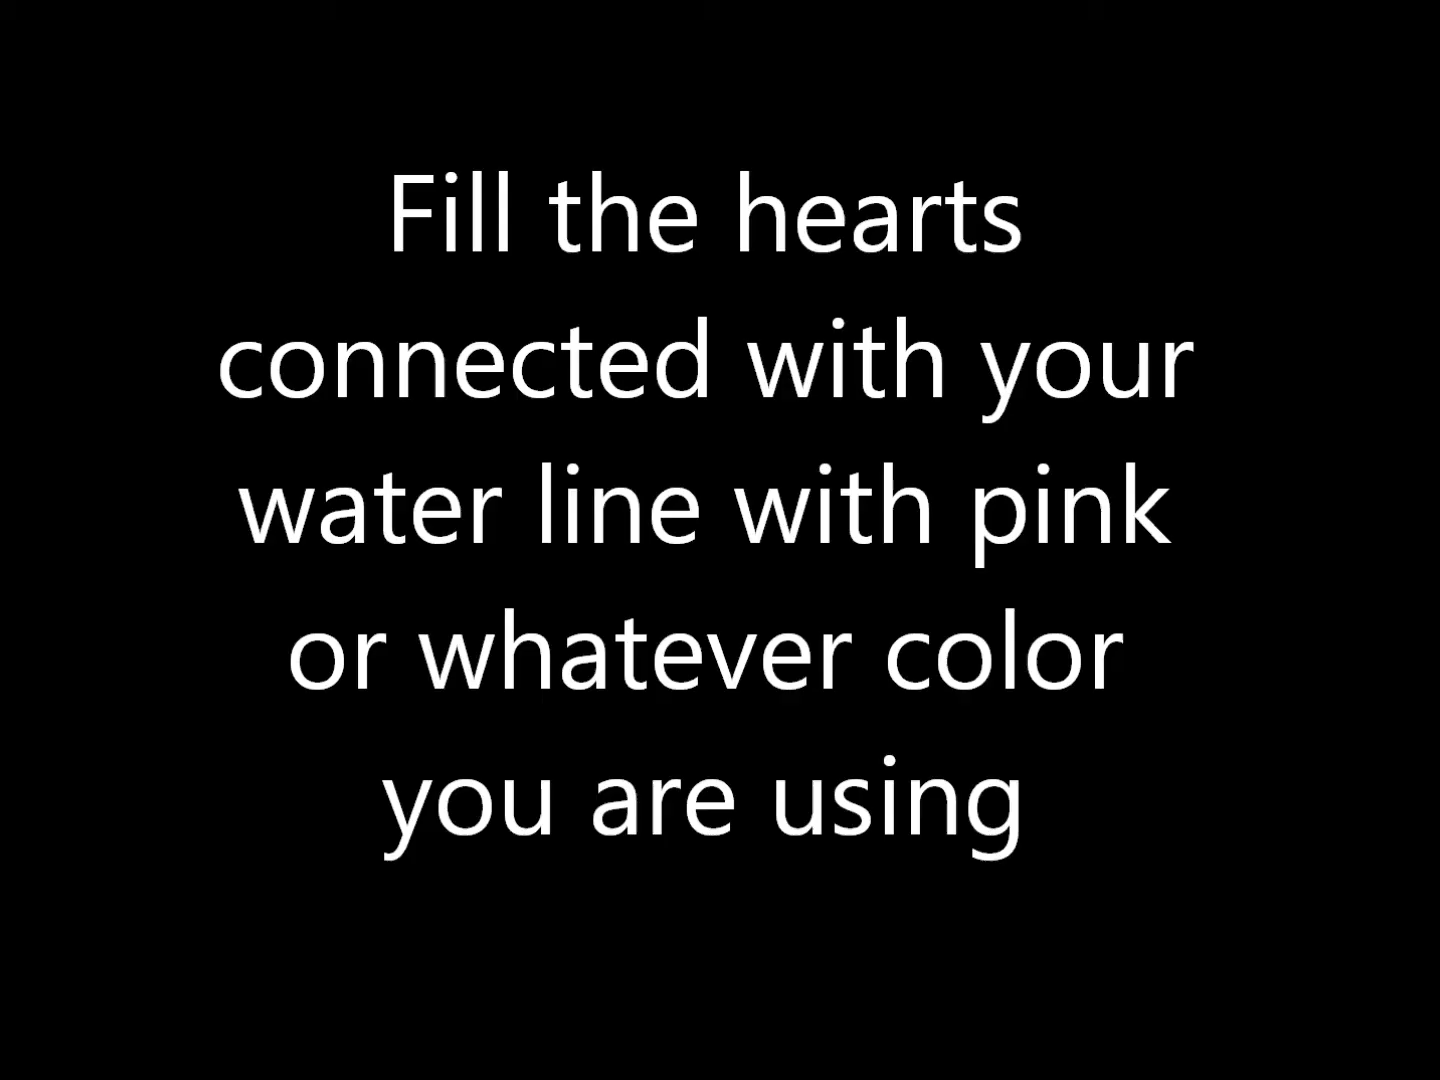 Fill the hearts
connected with your
water line with pink
or whatever color
you are using